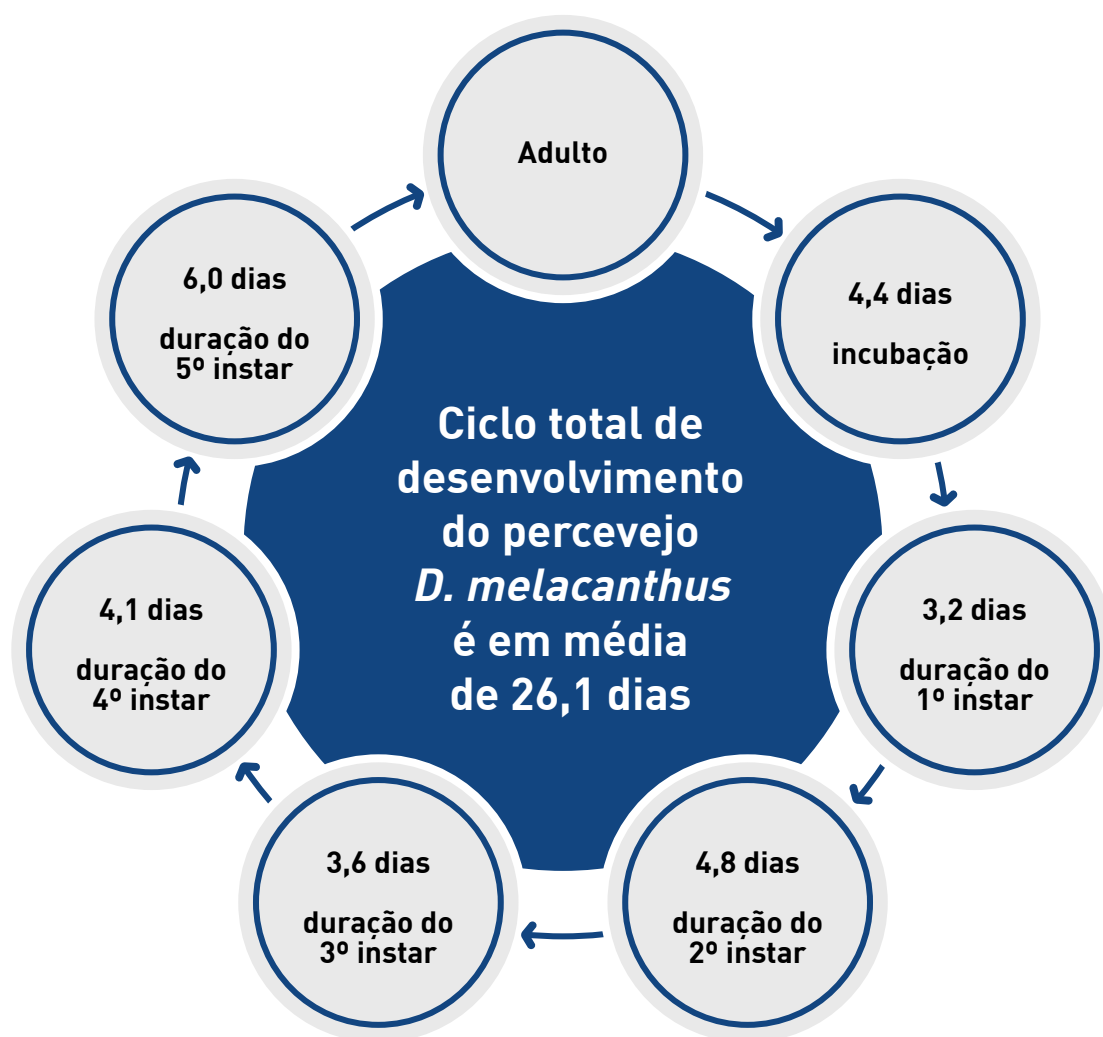 Adulto
4,4 dias
incubação
3,2 dias
duração do
1º instar
4,8 dias
duração do
2º instar
3,6 dias
duração do
3º instar
4,1 dias
duração do
4º instar
6,0 dias
duração do
5º instar
Ciclo total de
desenvolvimento
do percevejo
D. melacanthus
é em média
de 26,1 dias